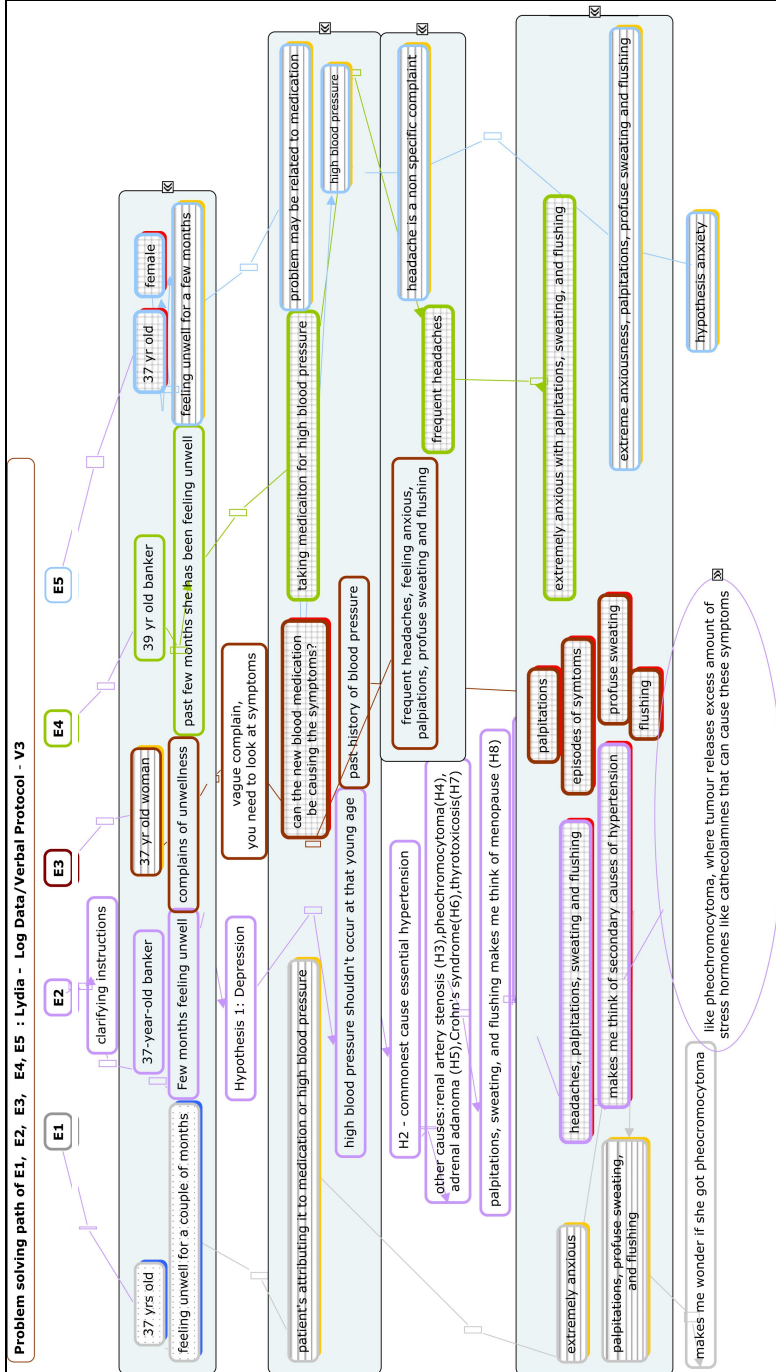 Problem solving path of E1, E2, E3, E4, E5 : Lydia - Log Data/Verbal Protocol - V3
E1
E2
E3
E4
E5
clarifying instructions
37 yrs old
37-year-old banker
37 yr old woman
39 yr old banker
37 yr old
female
feeling unwell for a couple of months
Few months feeling unwell
complains of unwellness
past few months she has been feeling unwell
feeling unwell for a few months
Hypothesis 1: Depression
vague complain,
you need to look at symptoms
patient's attributing it to medication or high blood pressure
can the new blood medication
be causing the symptoms?
taking medicaiton for high blood pressure
problem may be related to medication
high blood pressure shouldn't occur at that young age
past history of blood pressure
high blood pressure
H2 - commonest cause essential hypertension
frequent headaches, feeling anxious,
palpiations, profuse sweating and flushing
headache is a non specific complaint
frequent headaches
other causes:renal artery stenosis (H3),pheochromocytoma(H4),
adrenal adanoma (H5),Crohn's syndrome(H6),thyrotoxicosis(H7)
palpitations, sweating, and flushing makes me think of menopause (H8)
extremely anxious
headaches, palpitations, sweating and flushing
palpitations
episodes of symtoms
profuse sweating
flushing
extremely anxious with palpitations, sweating, and flushing
extreme anxiousness, palpitations, profuse sweating and flushing
palpitations, profuse sweating,
and flushing
makes me think of secondary causes of hypertension
makes me wonder if she got pheocromocytoma
like pheochromocytoma, where tumour releases excess amount of
stress hormones like cathecolamines that can cause these symptoms
hypothesis anxiety